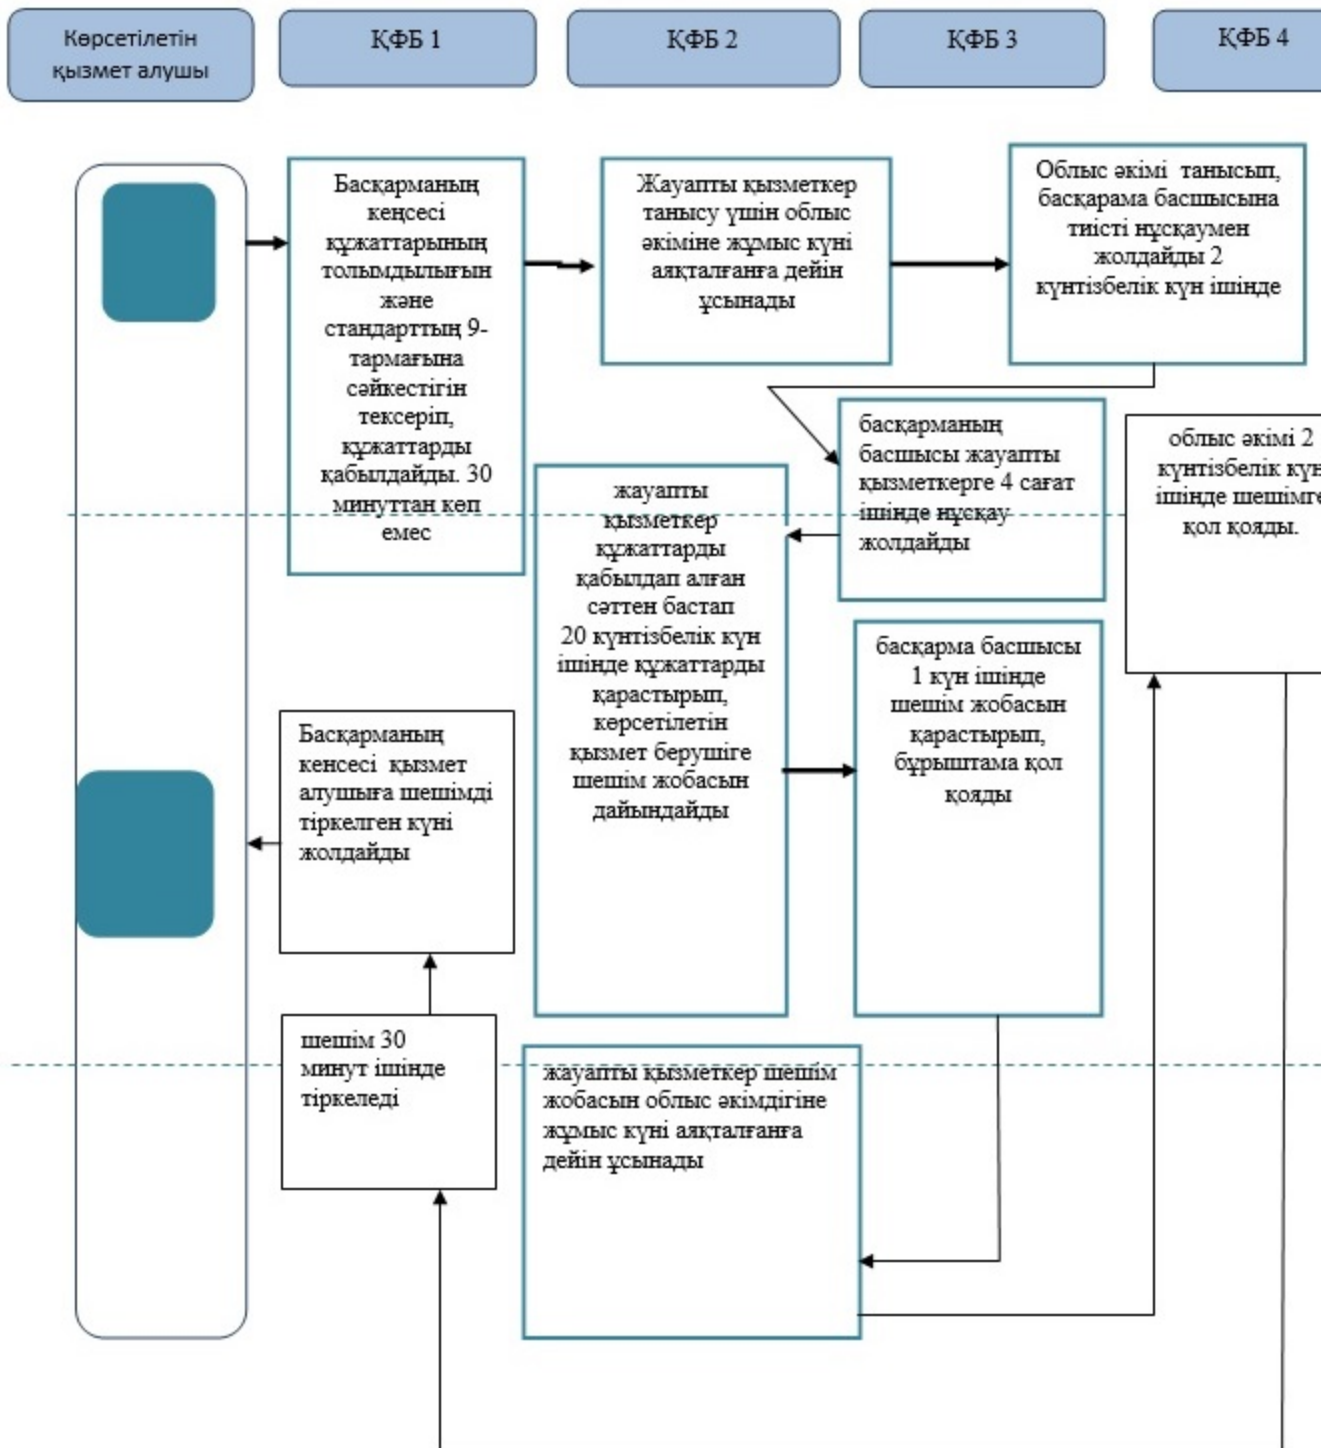 Көрсетілетін
қызмет алушы
ҚФБ 1
ҚФБ 2
ҚФБ 3
ҚФБ 4
Басқарманың
кеңсесі
құжаттарының
толымдылығын
және
стандарттың 9-
тармағына
сәйкестігін
тексеріп,
құжаттарды
қабылдайды. 30
минуттан көп
емес
Жауапты қызметкер
танысу үшін облыс
әкіміне жұмыс күні
аяқталғанға дейін
ұсынады
Облыс әкімі танысып,
басқарама басшысына
тиісті нұсқаумен
жолдайды 2
күнтізбелік күн ішінде
басқарманың
басшысы жауапты
қызметкерге 4 сағат
ішінде нұсқау
жолдайды
облыс әкімі 2
күнтізбелік күн
ішінде шешімге
қол қояды.
жауапты
қызметкер
құжаттарды
қабылдап алған
сәттен бастап
20 күнтізбелік күн
ішінде құжаттарды
қарастырып,
көрсетілетін
қызмет берушіге
шешім жобасын
дайындайды
басқарма басшысы
1 күн ішінде
шешім жобасын
қарастырып,
бұрыштама қол
қояды
Басқарманың
кенсесі қызмет
алушыға шешімді
тіркелген күні
жолдайды
шешім 30
минут ішінде
тіркеледі
жауапты қызметкер шешім
жобасын облыс әкімдігіне
жұмыс күні аяқталғанға
дейін ұсынады